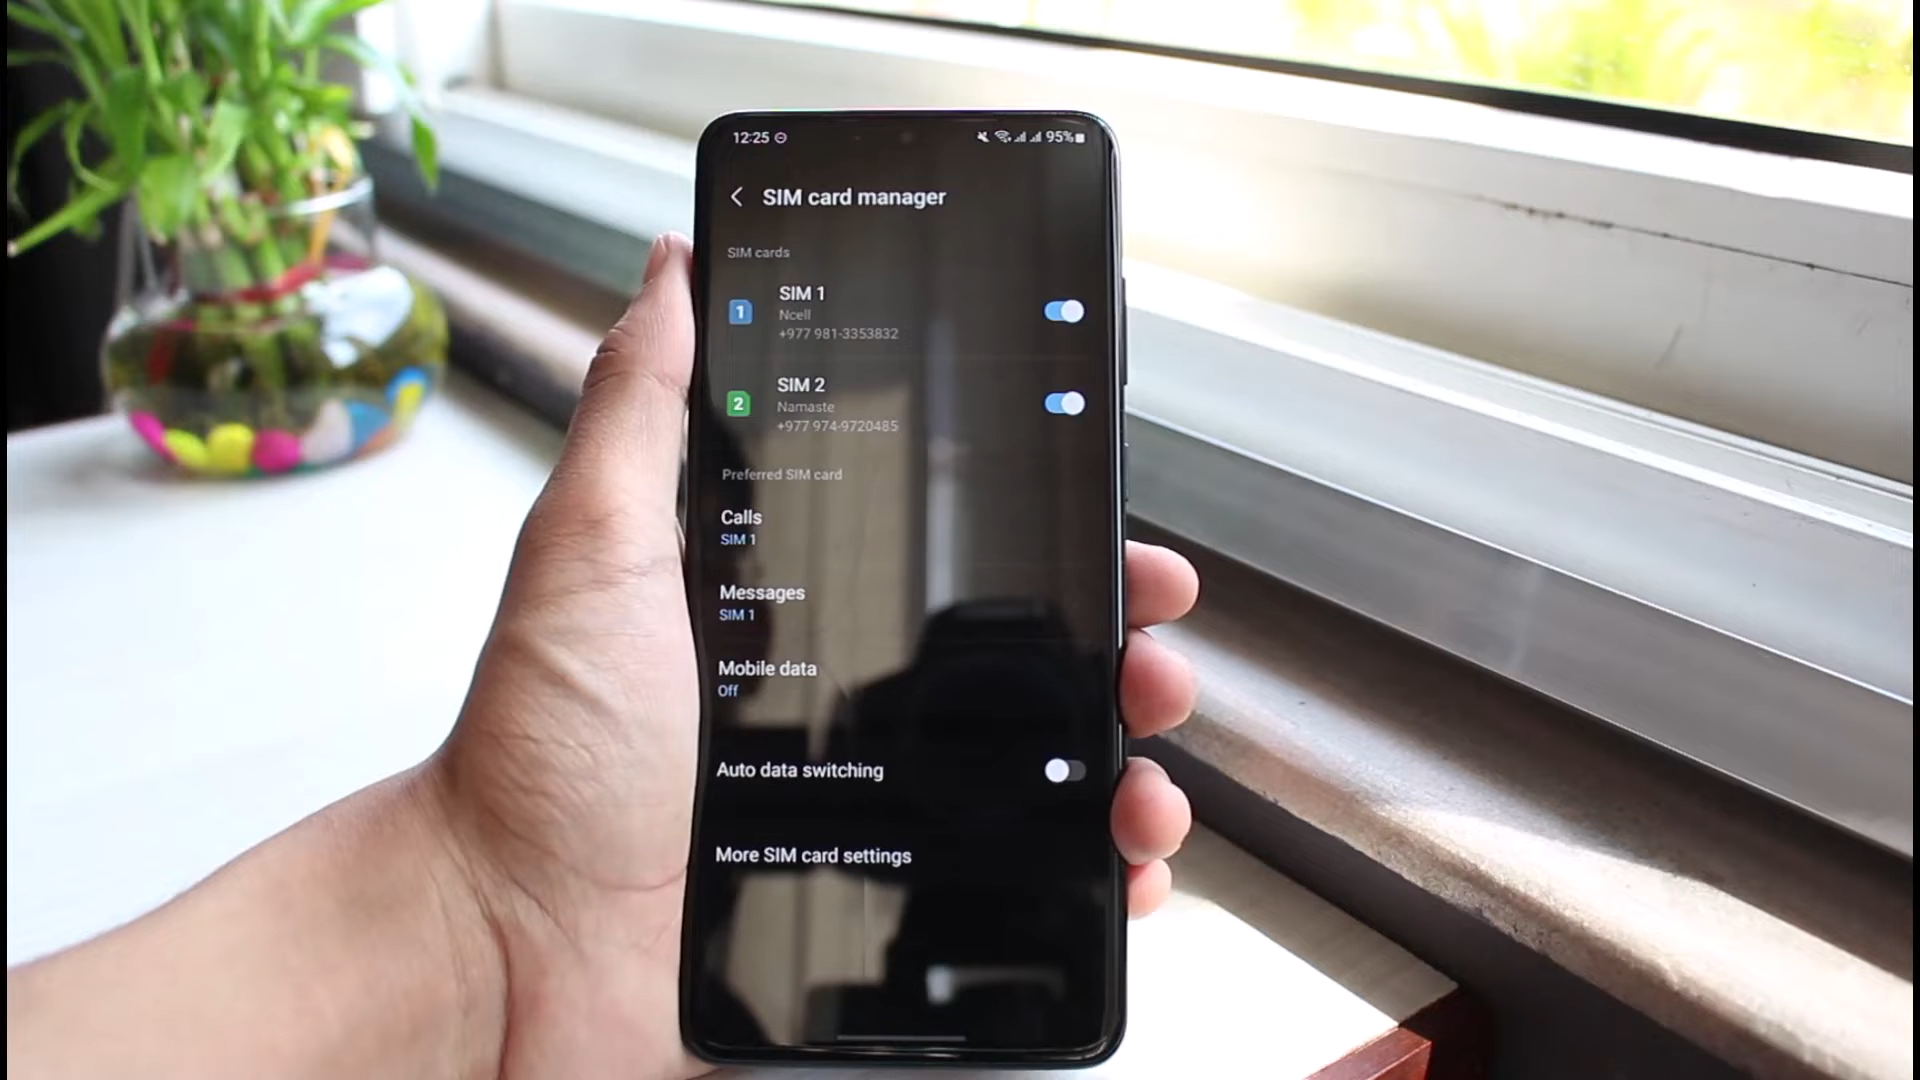 12:25
95%
SIM card manager
SIM cards
1
SIM 1
Ncell
+977 981-3353832
2
SIM 2
Namaste
+977 974-9720485
Preferred SIM card
Calls
SIM 1
Messages
SIM 1
Mobile data
Off
Auto data switching
More SIM card settings